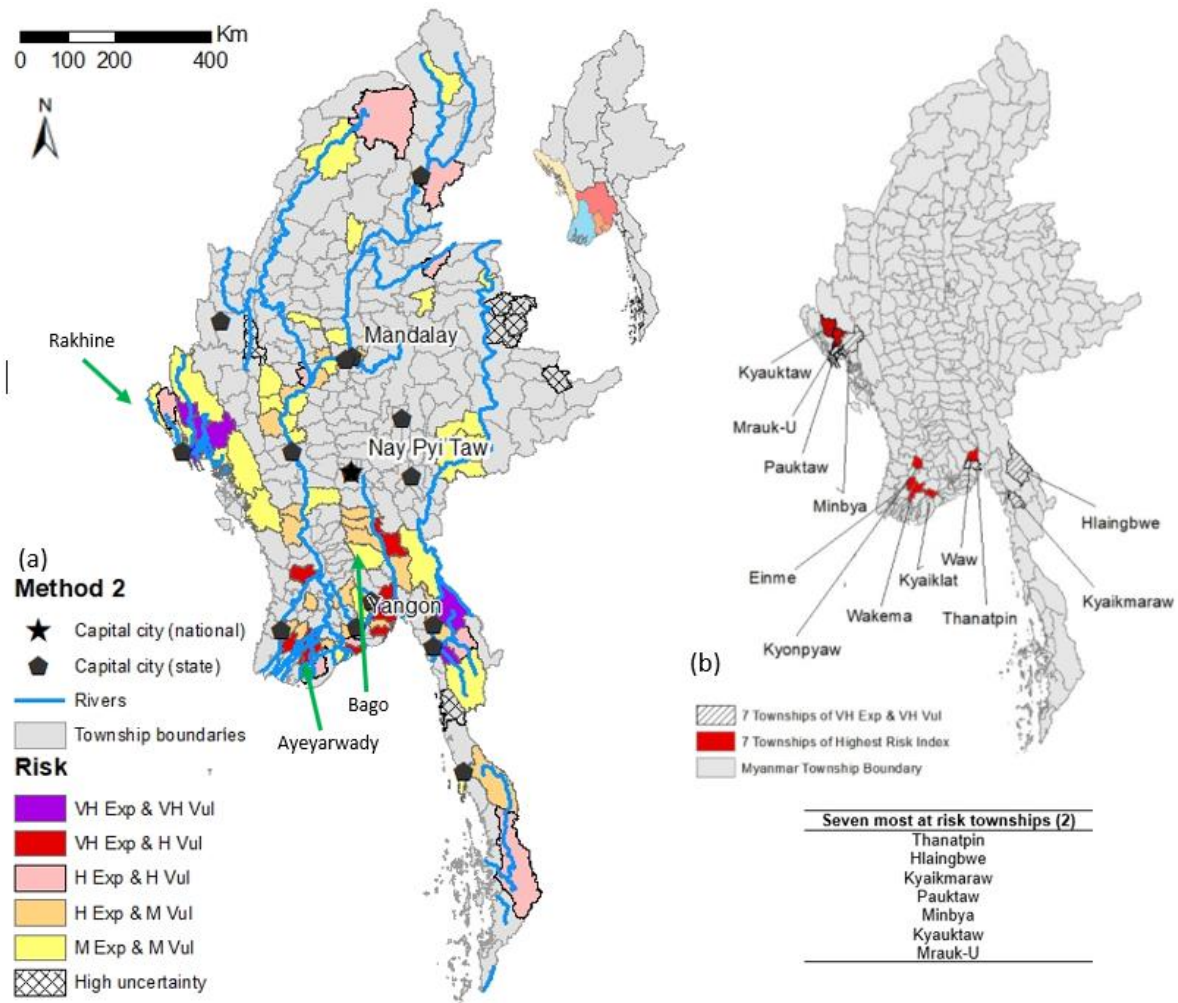 Km
0 100 200 400
N
Rakhine
Mandalay
Nay Pyi Taw
Yangon
Bago
Ayeyarwady
(a)
Method 2
Capital city (national)
Capital city (state)
Rivers
Township boundaries
Risk
VH Exp & VH Vul
VH Exp & H Vul
H Exp & H Vul
H Exp & M Vul
M Exp & M Vul
High uncertainty
Kyauktaw
Mrauk-U
Pauktaw
Minbya
Hlaingbwe
Waw
Einme
Kyaiklat
Kyaikmaraw
Wakema
Thanatpin
Kyonpyaw
(b)
7 Townships of VH Exp & VH Vul
7 Townships of Highest Risk Index
Myanmar Township Boundary
Seven most at risk townships (2)
Thanatpin
Hlaingbwe
Kyaikmaraw
Pauktaw
Minbya
Kyauktaw
Mrauk-U